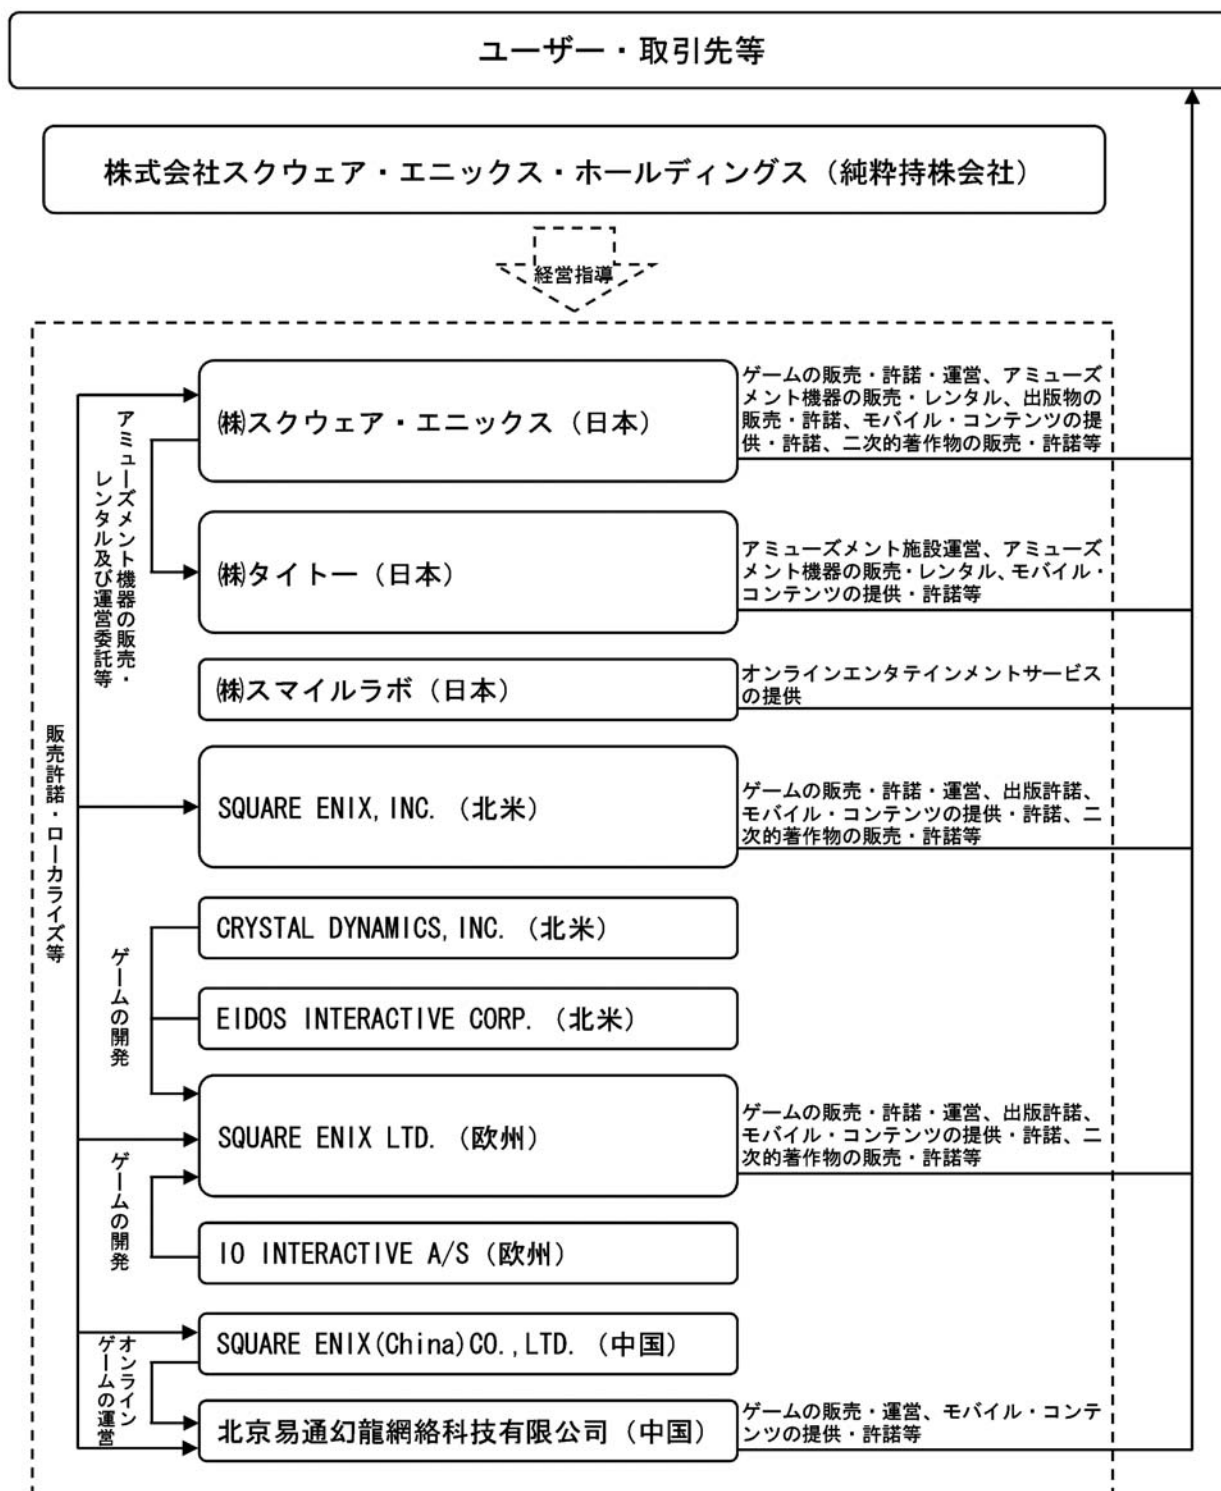 ユーザー・取引先等
株式会社スクウェア・エニックス・ホールディングス（純粋持株会社）
経営指導
㈱スクウェア・エニックス（日本）
ゲームの販売・許諾・運営、アミューズ
メント機器の販売・レンタル、出版物の
販売・許諾、モバイル・コンテンツの提
供・許諾、二次的著作物の販売・許諾等
アミューズメント機器の販売・
レンタル及び運営委託等
㈱タイトー（日本）
アミューズメント施設運営、アミューズ
メント機器の販売・レンタル、モバイル・
コンテンツの提供・許諾等
㈱スマイルラボ（日本）
オンラインエンタテインメントサービス
の提供
販売許諾・ローカライズ等
SQUARE ENIX,INC.（北米）
ゲームの販売・許諾・運営、出版許諾、
モバイル・コンテンツの提供・許諾、二
次的著作物の販売・許諾等
CRYSTAL DYNAMICS,INC.（北米）
ゲームの開発
EIDOS INTERACTIVE CORP.（北米）
SQUARE ENIX LTD.（欧州）
ゲームの販売・許諾・運営、出版許諾、
モバイル・コンテンツの提供・許諾、二
次的著作物の販売・許諾等
ゲームの開発
IO INTERACTIVE A/S（欧州）
SQUARE ENIX(China)CO.,LTD.（中国）
オンライン
ゲームの運営
北京易通幻龍網絡科技有限公司（中国）
ゲームの販売・運営、モバイル・コンテ
ンツの提供・許諾等